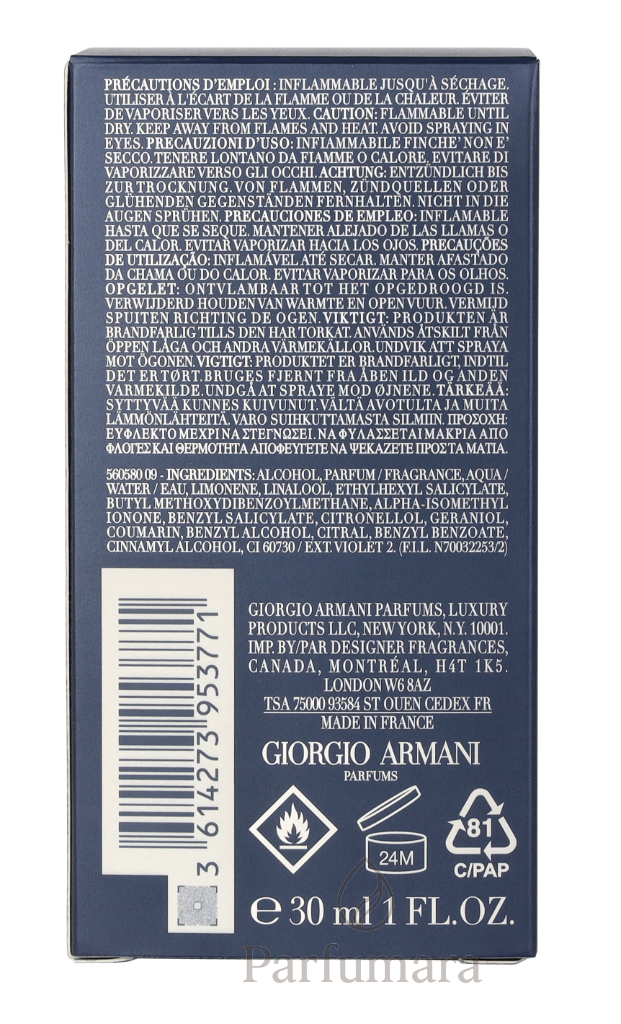 PRÉCAUTIONS D'EMPLOI : INFLAMMABLE JUSQU'À SÉCHAGE.
UTILISER À L'ÉCART DE LA FLAMME OU DE LA CHALEUR. ÉVITER
DE VAPORISER VERS LES YEUX. CAUTION: FLAMMABLE UNTIL
DRY. KEEP AWAY FROM FLAMES AND HEAT. AVOID SPRAYING IN
EYES. PRECAUZIONI D'USO: INFIAMMABILE FINCHE' NON E'
SECCO. TENERE LONTANO DA FIAMME O CALORE. EVITARE DI
VAPORIZZARE VERSO GLI OCCHI. ACHTUNG: ENTZÜNDLICH BIS
ZUR TROCKNUNG. VON FLAMMEN, ZÜNDQUELLEN ODER
GLÜHENDEN GEGENSTÄNDEN FERNHALTEN. NICHT IN DIE
AUGEN SPRÜHEN. PRECAUCIONES DE EMPLEO: INFLAMABLE
HASTA QUE SE SEQUE. MANTENER ALEJADO DE LAS LLAMAS O
DEL CALOR. EVITAR VAPORIZAR HACIA LOS OJOS. PRECAUÇÕES
DE UTILIZAÇÃO: INFLAMÁVEL ATÉ SECAR. MANTER AFASTADO
DA CHAMA OU DO CALOR. EVITAR VAPORIZAR PARA OS OLHOS.
OPGELET: ONTVLAMBAAR TOT HET OPGEDROOGD IS.
VERWIJDERD HOUDEN VAN WARMTE EN OPEN VUUR. VERMIJD
SPUITEN RICHTING DE OGEN. VIKTIGT: PRODUKTEN ÄR
BRANDFARLIG TILLS DEN HAR TORKAT. ANVÄNDS ÅTSKILT FRÅN
ÖPPEN LÅGA OCH ANDRA VÄRMEKÄLLOR. UNDVIK ATT SPRAYA
MOT ÖGONEN. VIGTIGT: PRODUKTET ER BRANDFARLIGT, INDTIL
DET ER TØRT. BRUGES FJERNT FRA ÅBEN ILD OG ANDEN
VARMEKILDE. UNDGÅ AT SPRAYE MOD ØJNENE. TÄRKEÄÄ:
SYTTYVÄÄ KUNNES KUIVUNUT. VÄLTÄ AVOTULTA JA MUITA
LÄMMÖNLÄHTEITÄ. VARO SUIHKUTTAMASTA SILMIIN. ΠΡΟΣΟΧΗ:
ΕΥΦΛΕΚΤΟ ΜΕΧΡΙ ΝΑ ΣΤΕΓΝΩΣΕΙ. ΝΑ ΦΥΛΑΣΣΕΤΑΙ ΜΑΚΡΙΑ ΑΠΟ
ΦΛΟΓΕΣ ΚΑΙ ΘΕΡΜΟΤΗΤΑ ΑΠΟΦΕΥΓΕΤΕ ΝΑ ΨΕΚΑΖΕΤΕ ΠΡΟΣ ΤΑ ΜΑΤΙΑ.
560580 09 - INGREDIENTS: ALCOHOL, PARFUM / FRAGRANCE, AQUA /
WATER / EAU, LIMONENE, LINALOOL, ETHYLHEXYL SALICYLATE,
BUTYL METHOXYDIBENZOYLMETHANE, ALPHA-ISOMETHYL
IONONE, BENZYL SALICYLATE, CITRONELLOL, GERANIOL,
COUMARIN, BENZYL ALCOHOL, CITRAL, BENZYL BENZOATE,
CINNAMYL ALCOHOL, CI 60730 / EXT. VIOLET 2. (F.I.L. N70032253/2)
3 614273 953771
GIORGIO ARMANI PARFUMS, LUXURY
PRODUCTS LLC, NEW YORK, N.Y. 10001.
IMP. BY/PAR DESIGNER FRAGRANCES,
CANADA, MONTRÉAL, H4T 1K5.
LONDON W6 8AZ
TSA 75000 93584 ST OUEN CEDEX FR
MADE IN FRANCE
GIORGIO ARMANI
PARFUMS
24M
81
C/PAP
℮ 30 ml 1 FL.OZ.
Parfumara